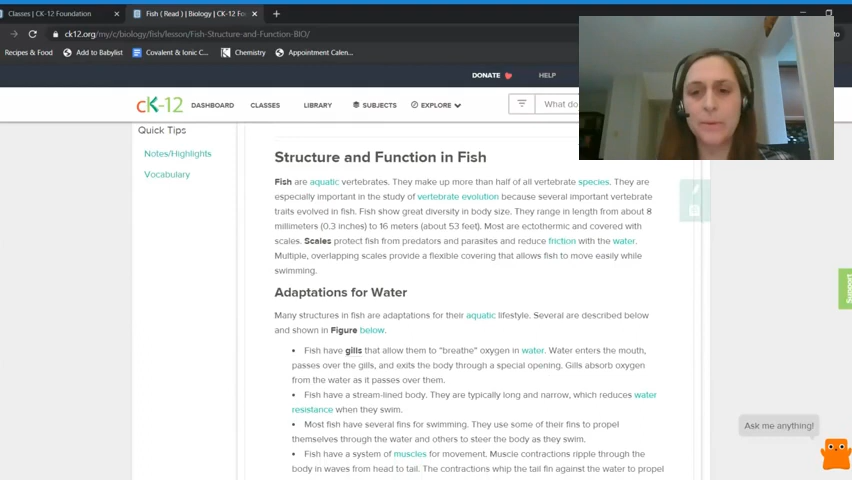 Classes | CK-12 Foundation × Fish ( Read ) | Biology | CK-12 Fo × +
ck12.org/my/c/biology/fish/lesson/Fish-Structure-and-Function-BIO/
Recipes & Food Add to Babylist Covalent & Ionic C... Chemistry Appointment Calen...
DONATE HELP
cK-12 DASHBOARD CLASSES LIBRARY SUBJECTS EXPLORE What do
Quick Tips
Notes/Highlights
Vocabulary
Structure and Function in Fish
Fish are aquatic vertebrates. They make up more than half of all vertebrate species. They are
especially important in the study of vertebrate evolution because several important vertebrate
traits evolved in fish. Fish show great diversity in body size. They range in length from about 8
millimeters (0.3 inches) to 16 meters (about 53 feet). Most are ectothermic and covered with
scales. Scales protect fish from predators and parasites and reduce friction with the water.
Multiple, overlapping scales provide a flexible covering that allows fish to move easily while
swimming.
Adaptations for Water
Many structures in fish are adaptations for their aquatic lifestyle. Several are described below
and shown in Figure below.
• Fish have gills that allow them to "breathe" oxygen in water. Water enters the mouth,
passes over the gills, and exits the body through a special opening. Gills absorb oxygen
from the water as it passes over them.
• Fish have a stream-lined body. They are typically long and narrow, which reduces water
resistance when they swim.
• Most fish have several fins for swimming. They use some of their fins to propel
themselves through the water and others to steer the body as they swim.
• Fish have a system of muscles for movement. Muscle contractions ripple through the
body in waves from head to tail. The contractions whip the tail fin against the water to propel
Support
Ask me anything!